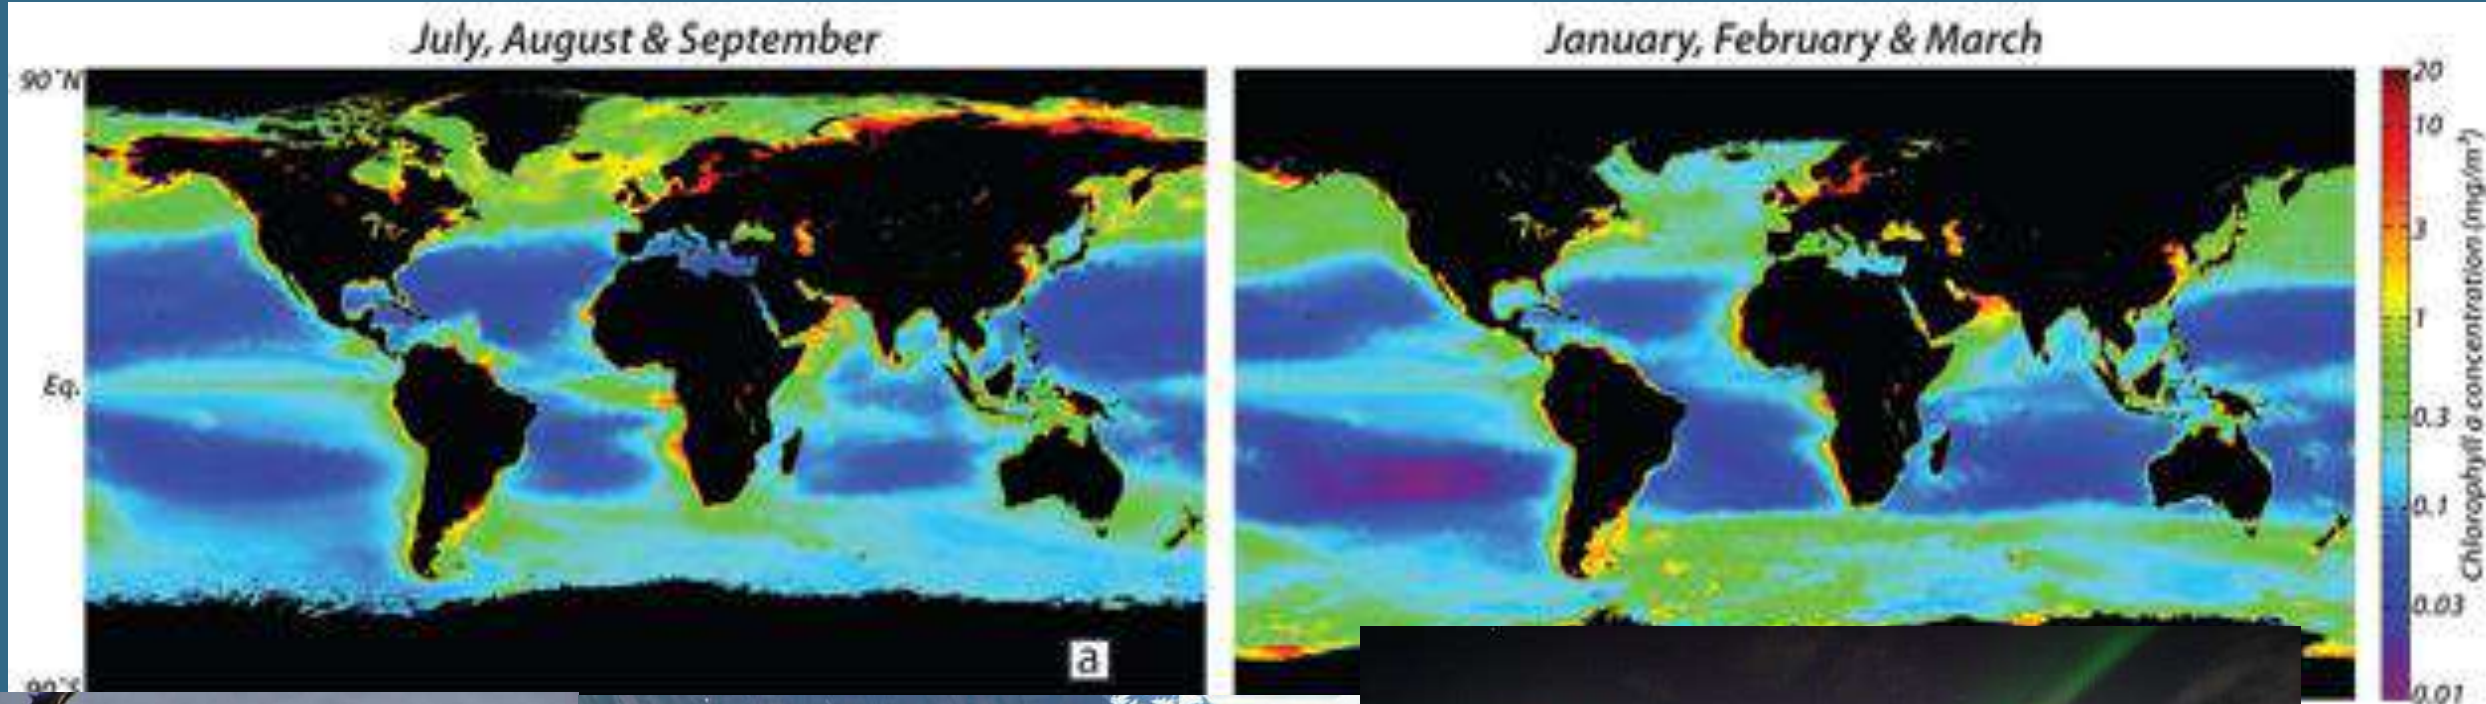 July, August & September
January, February & March
90°N
Eq.
90°S
a
20
10
3
1
0.3
0.1
0.03
0.01
Chlorophyll a concentration (mg/m³)